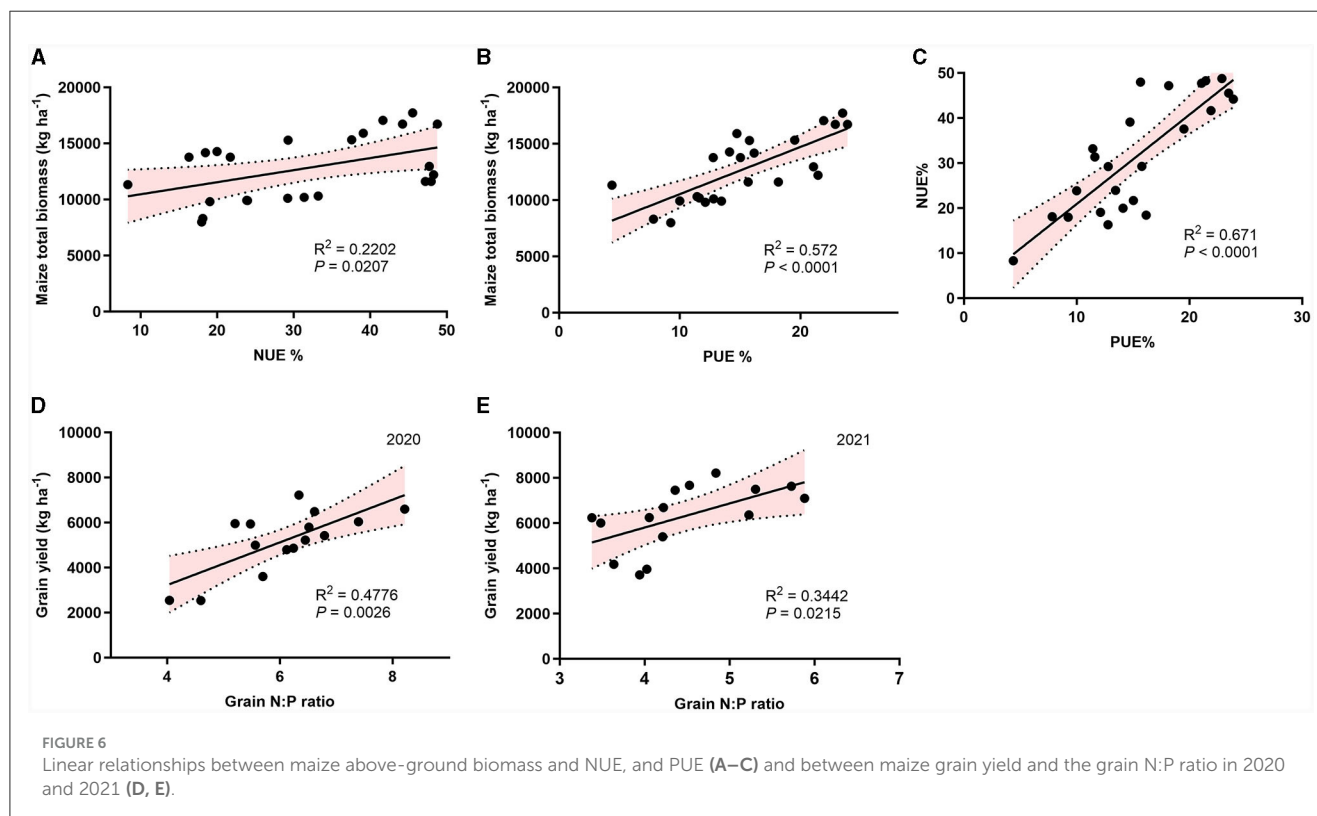 A
Maize total biomass (kg ha⁻¹)
20000
15000
10000
5000
0
10 20 30 40 50
NUE %
R² = 0.2202
P = 0.0207
B
Maize total biomass (kg ha⁻¹)
20000
15000
10000
5000
0
0 10 20
PUE %
R² = 0.572
P < 0.0001
C
NUE%
50
40
30
20
10
0
0 10 20 30
PUE%
R² = 0.671
P < 0.0001
D
Grain yield (kg ha⁻¹)
10000
8000
6000
4000
2000
0
4 6 8
Grain N:P ratio
2020
R² = 0.4776
P = 0.0026
E
Grain yield (kg ha⁻¹)
10000
8000
6000
4000
2000
0
3 4 5 6 7
Grain N:P ratio
2021
R² = 0.3442
P = 0.0215
FIGURE 6
Linear relationships between maize above-ground biomass and NUE, and PUE (A–C) and between maize grain yield and the grain N:P ratio in 2020
and 2021 (D, E).